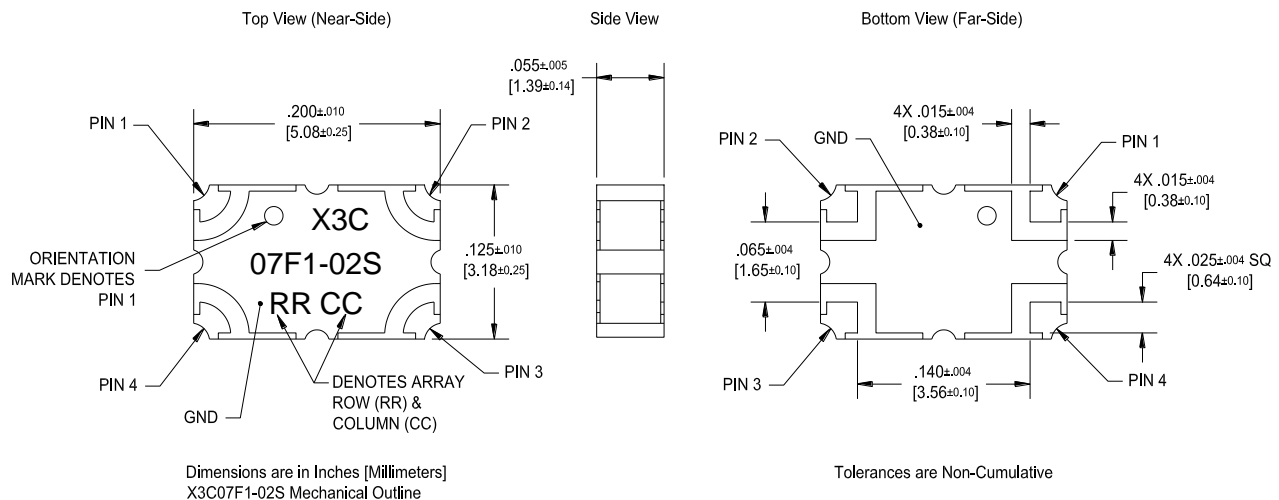 Top View (Near-Side)
Side View
Bottom View (Far-Side)
.055±.005
[1.39±0.14]
.200±.010
[5.08±0.25]
PIN 1
PIN 2
4X .015±.004
[0.38±0.10]
GND
PIN 2
PIN 1
4X .015±.004
[0.38±0.10]
X3C
07F1-02S
RR CC
ORIENTATION
MARK DENOTES
PIN 1
.125±.010
[3.18±0.25]
.065±.004
[1.65±0.10]
4X .025±.004 SQ
[0.64±0.10]
PIN 4
PIN 3
GND
DENOTES ARRAY
ROW (RR) &
COLUMN (CC)
PIN 3
PIN 4
.140±.004
[3.56±0.10]
Dimensions are in Inches [Millimeters]
X3C07F1-02S Mechanical Outline
Tolerances are Non-Cumulative